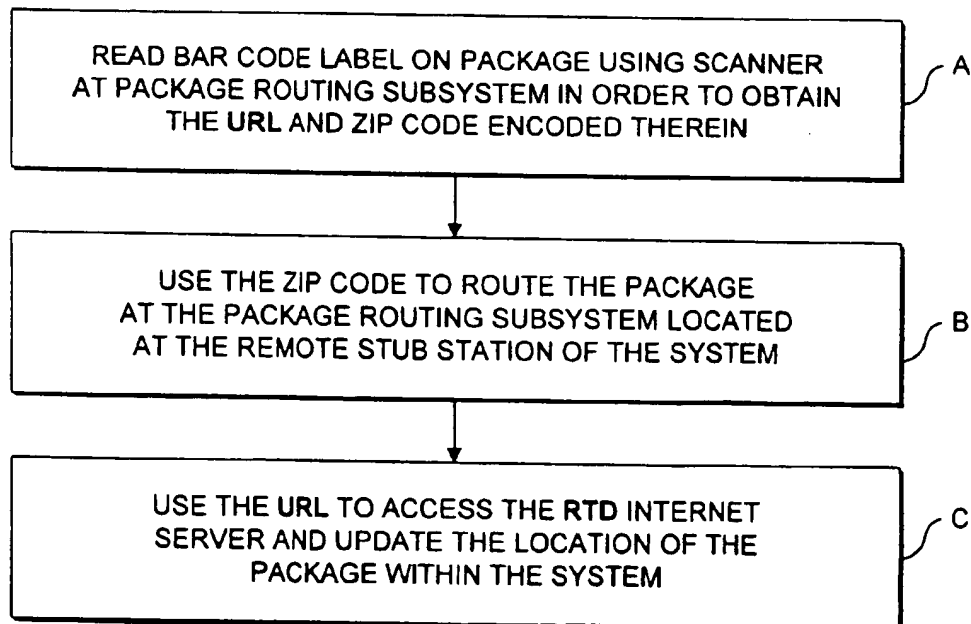 READ BAR CODE LABEL ON PACKAGE USING SCANNER
AT PACKAGE ROUTING SUBSYSTEM IN ORDER TO OBTAIN
THE URL AND ZIP CODE ENCODED THEREIN
A
USE THE ZIP CODE TO ROUTE THE PACKAGE
AT THE PACKAGE ROUTING SUBSYSTEM LOCATED
AT THE REMOTE STUB STATION OF THE SYSTEM
B
USE THE URL TO ACCESS THE RTD INTERNET
SERVER AND UPDATE THE LOCATION OF THE
PACKAGE WITHIN THE SYSTEM
C